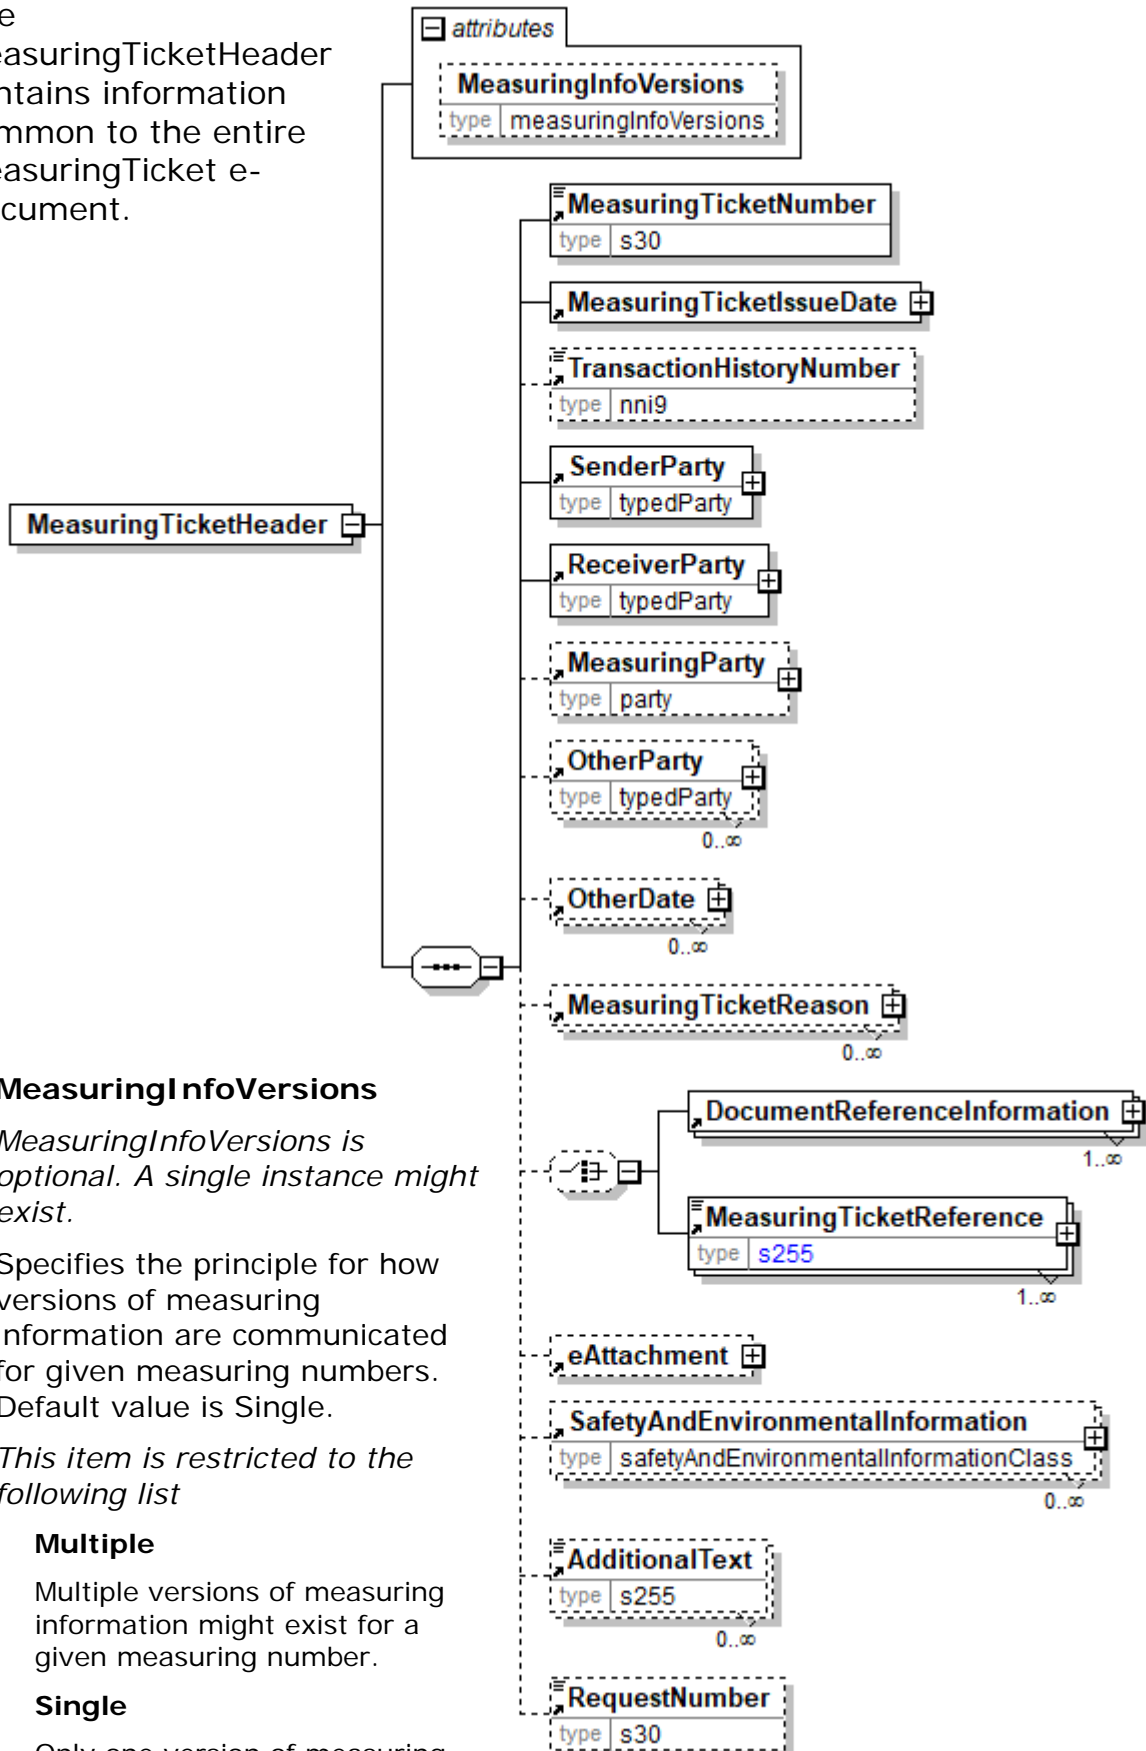 attributes
MeasuringInfoVersions
type measuringInfoVersions
easuringTicketHeader
ntains information
mmon to the entire
easuringTicket e-
cument.
MeasuringTicketNumber
type s30
MeasuringTicketIssueDate
TransactionHistoryNumber
type nni9
SenderParty
type typedParty
MeasuringTicketHeader
ReceiverParty
type typedParty
MeasuringParty
type party
OtherParty
type typedParty
0..∞
OtherDate
0..∞
MeasuringTicketReason
0..∞
DocumentReferenceInformation
1..∞
MeasuringTicketReference
type s255
1..∞
eAttachment
SafetyAndEnvironmentalInformation
type safetyAndEnvironmentalInformationClass
0..∞
AdditionalText
type s255
0..∞
RequestNumber
type s30
MeasuringInfoVersions
MeasuringInfoVersions is
optional. A single instance might
exist.
Specifies the principle for how
versions of measuring
information are communicated
for given measuring numbers.
Default value is Single.
This item is restricted to the
following list
Multiple
Multiple versions of measuring
information might exist for a
given measuring number.
Single
Only one version of measuring